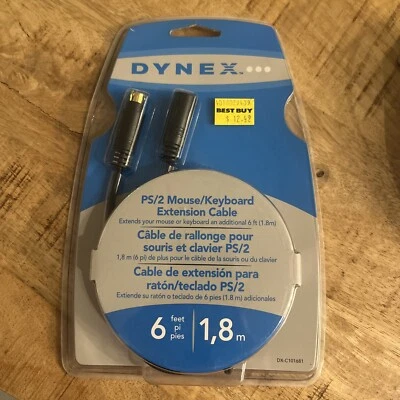 DYNEX
BEST BUY
PS/2 Mouse/Keyboard
Extension Cable
Extends your mouse or keyboard an additional 6 ft (1.8m)
Câble de rallonge pour
souris et clavier PS/2
1,8 m (6 pi) de plus pour le câble de la souris ou du clavier
Cable de extensión para
ratón/teclado PS/2
Extiende su ratón o teclado de 6 pies (1.8 m) adicionales
6 feet pi pies 1,8 m
DX-C101681